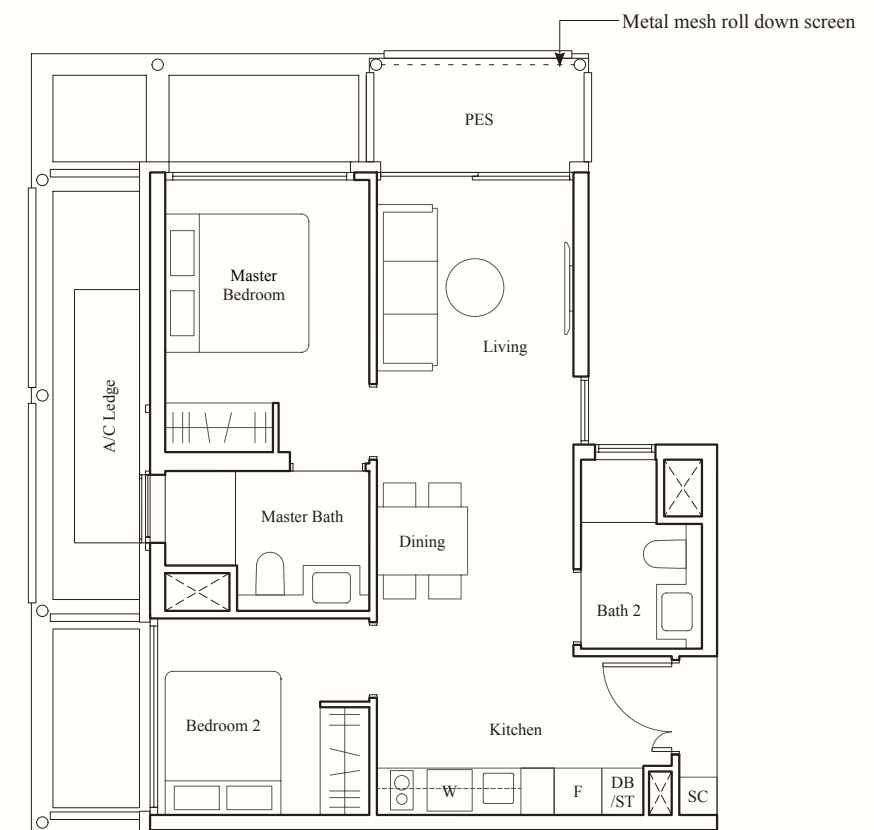 Metal mesh roll down screen
PES
Master
Bedroom
Living
A/C Ledge
Master Bath
Dining
Bath 2
Bedroom 2
Kitchen
W
F
DB
/ST
SC